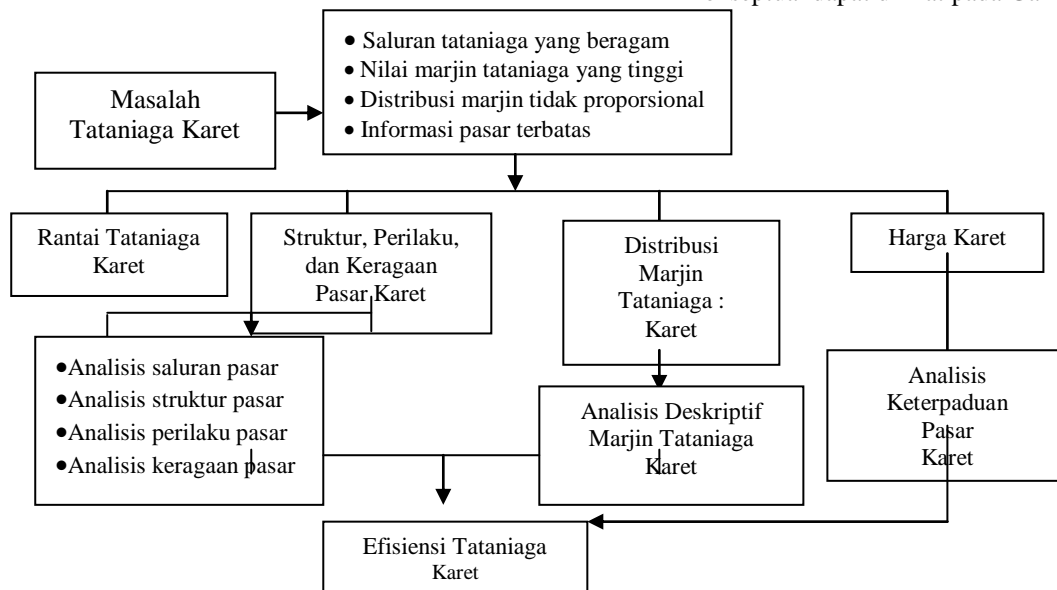 • Saluran tataniaga yang beragam
• Nilai marjin tataniaga yang tinggi
• Distribusi marjin tidak proporsional
• Informasi pasar terbatas
Masalah
Tataniaga Karet
Rantai Tataniaga
Karet
Struktur, Perilaku,
dan Keragaan
Pasar Karet
Distribusi
Marjin
Tataniaga :
Karet
Harga Karet
•Analisis saluran pasar
•Analisis struktur pasar
•Analisis perilaku pasar
•Analisis keragaan pasar
Analisis Deskriptif
Marjin Tataniaga
Karet
Analisis
Keterpaduan
Pasar
Karet
Efisiensi Tataniaga
Karet